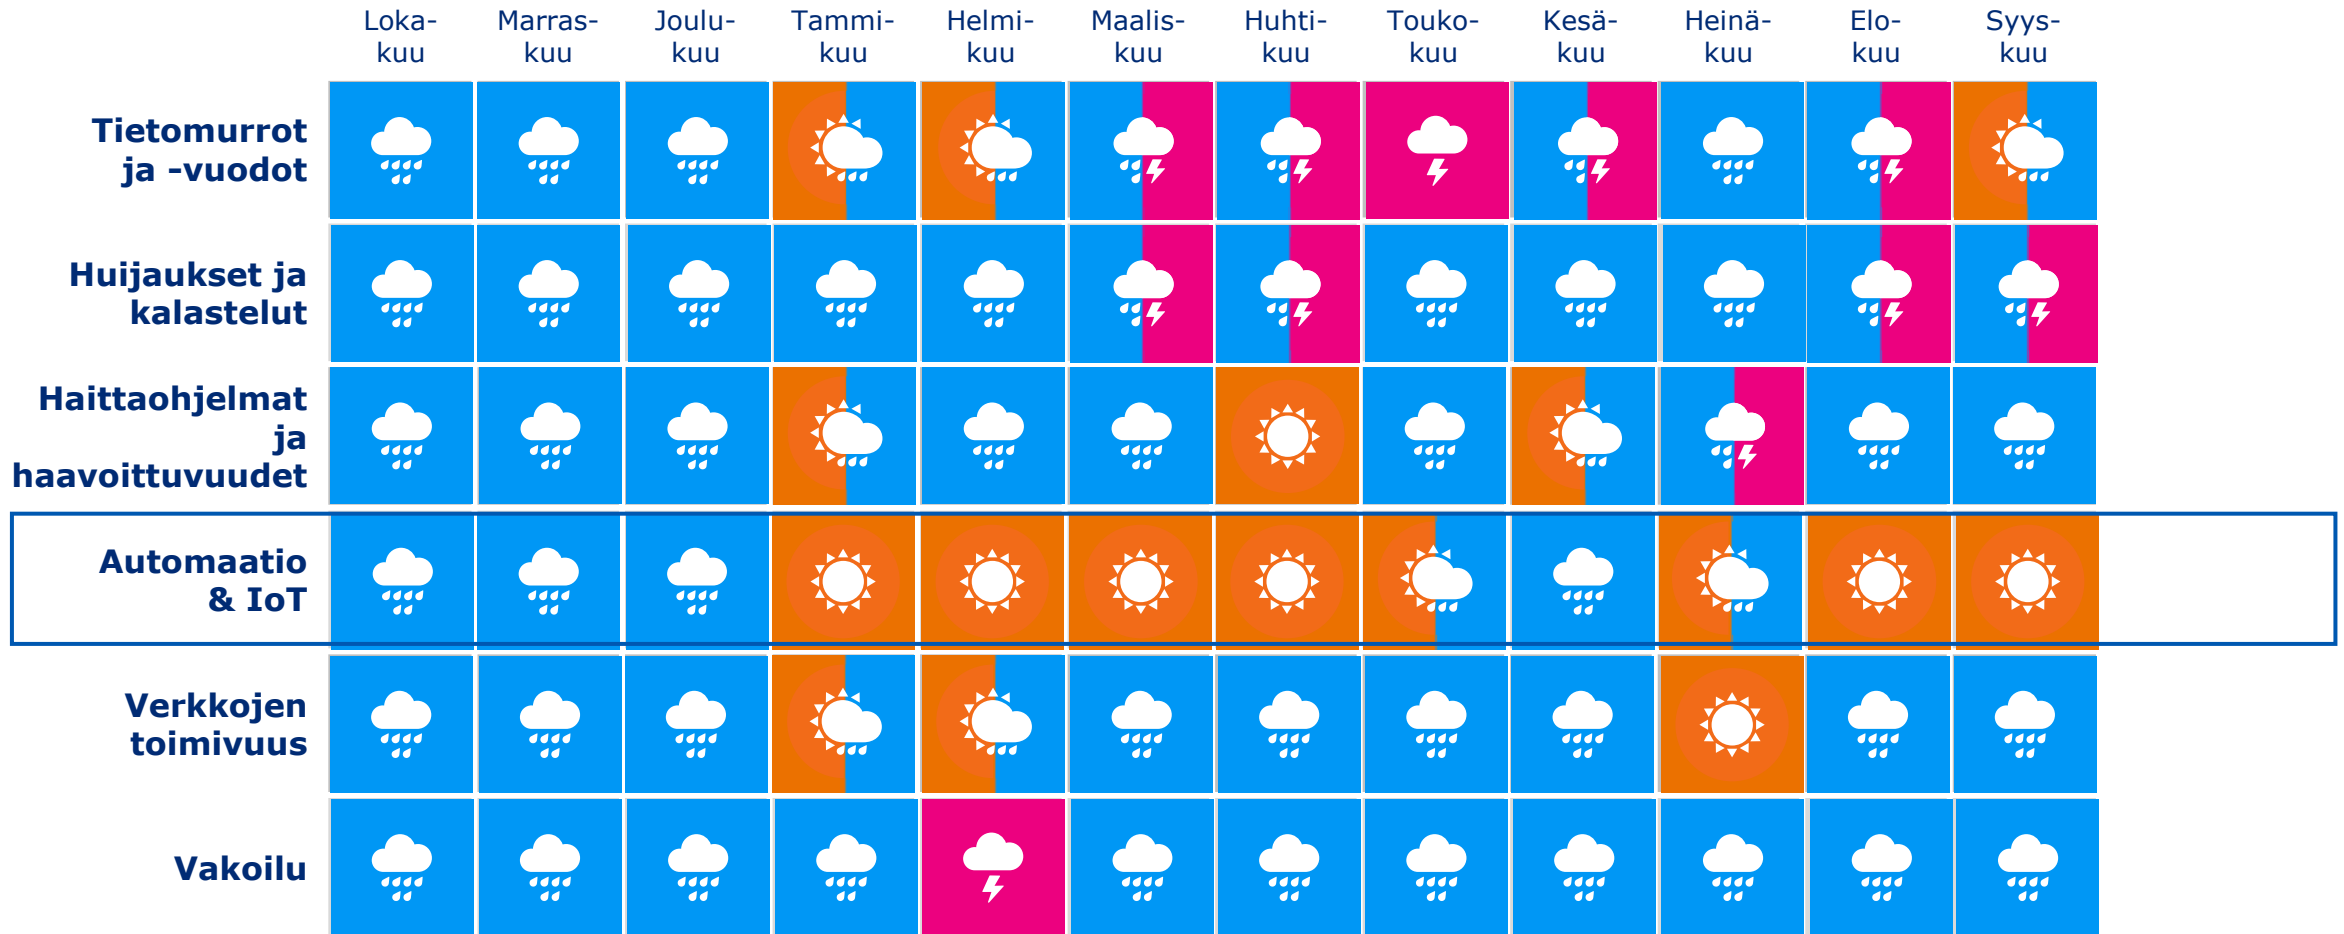 Loka-
kuu
Marras-
kuu
Joulu-
kuu
Tammi-
kuu
Helmi-
kuu
Maalis-
kuu
Huhti-
kuu
Touko-
kuu
Kesä-
kuu
Heinä-
kuu
Elo-
kuu
Syys-
kuu
Tietomurrot
ja -vuodot
Huijaukset ja
kalastelut
Haittaohjelmat
ja
haavoittuvuudet
Automaatio
& IoT
Verkkojen
toimivuus
Vakoilu